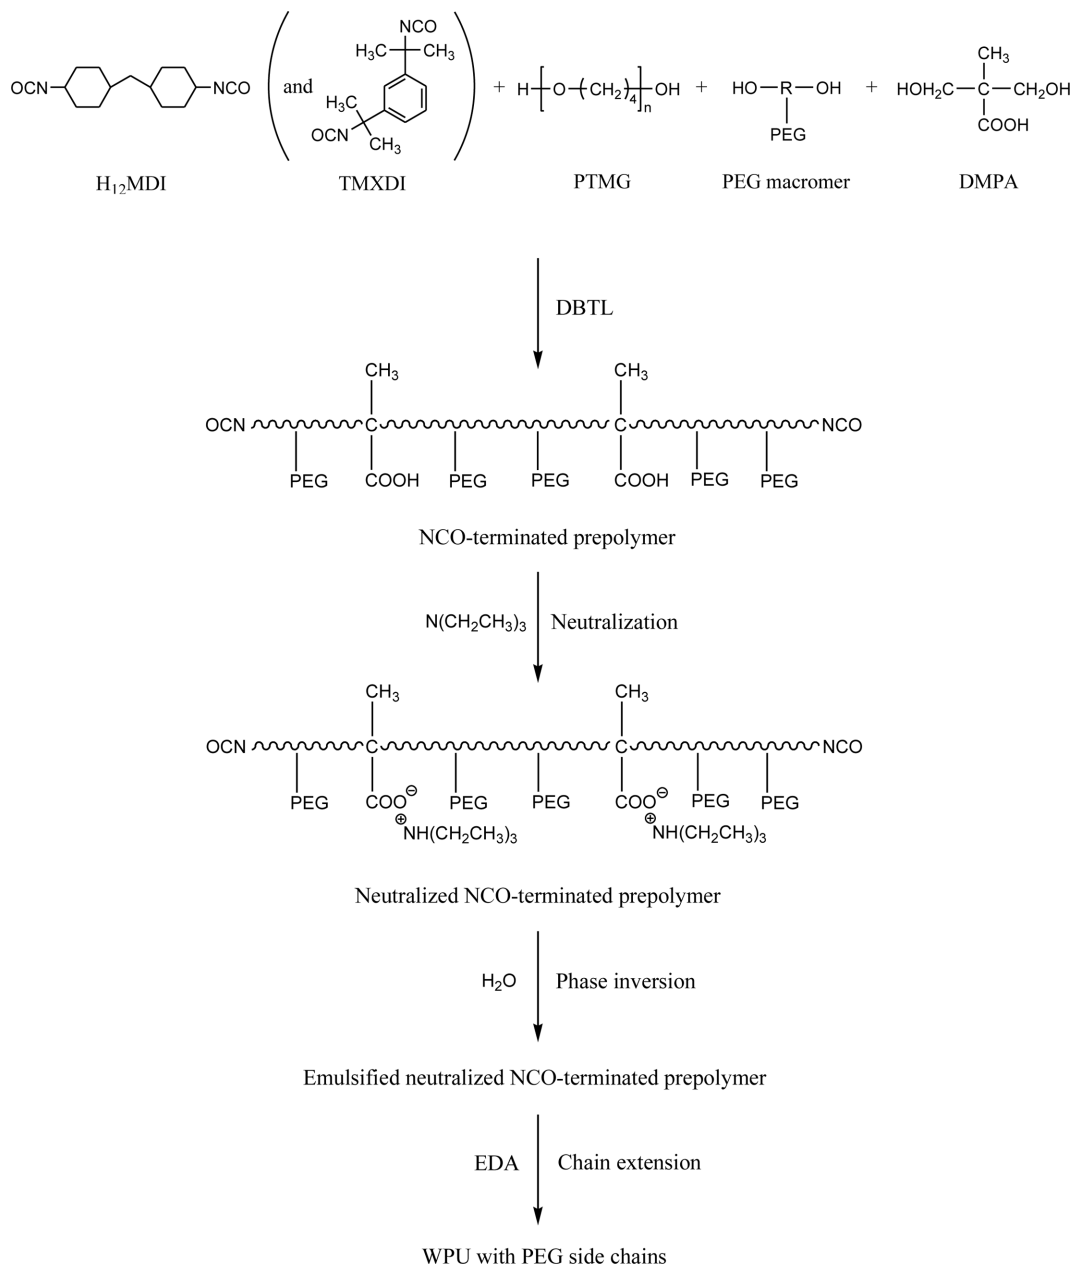 OCN
NCO
and
NCO
H₃C
CH₃
H₃C
OCN
CH₃
+
H
O
(CH₂)₄
n
OH
+
HO—R—OH
PEG
+
CH₃
HOH₂C
C
CH₂OH
COOH
H₁₂MDI
TMXDI
PTMG
PEG macromer
DMPA
DBTL
CH₃
CH₃
OCN
C
C
NCO
PEG
COOH
PEG
PEG
COOH
PEG
PEG
NCO-terminated prepolymer
N(CH₂CH₃)₃
Neutralization
CH₃
CH₃
OCN
C
C
NCO
PEG
COO⊖
PEG
PEG
COO⊖
PEG
PEG
⊕NH(CH₂CH₃)₃
⊕NH(CH₂CH₃)₃
Neutralized NCO-terminated prepolymer
H₂O
Phase inversion
Emulsified neutralized NCO-terminated prepolymer
EDA
Chain extension
WPU with PEG side chains